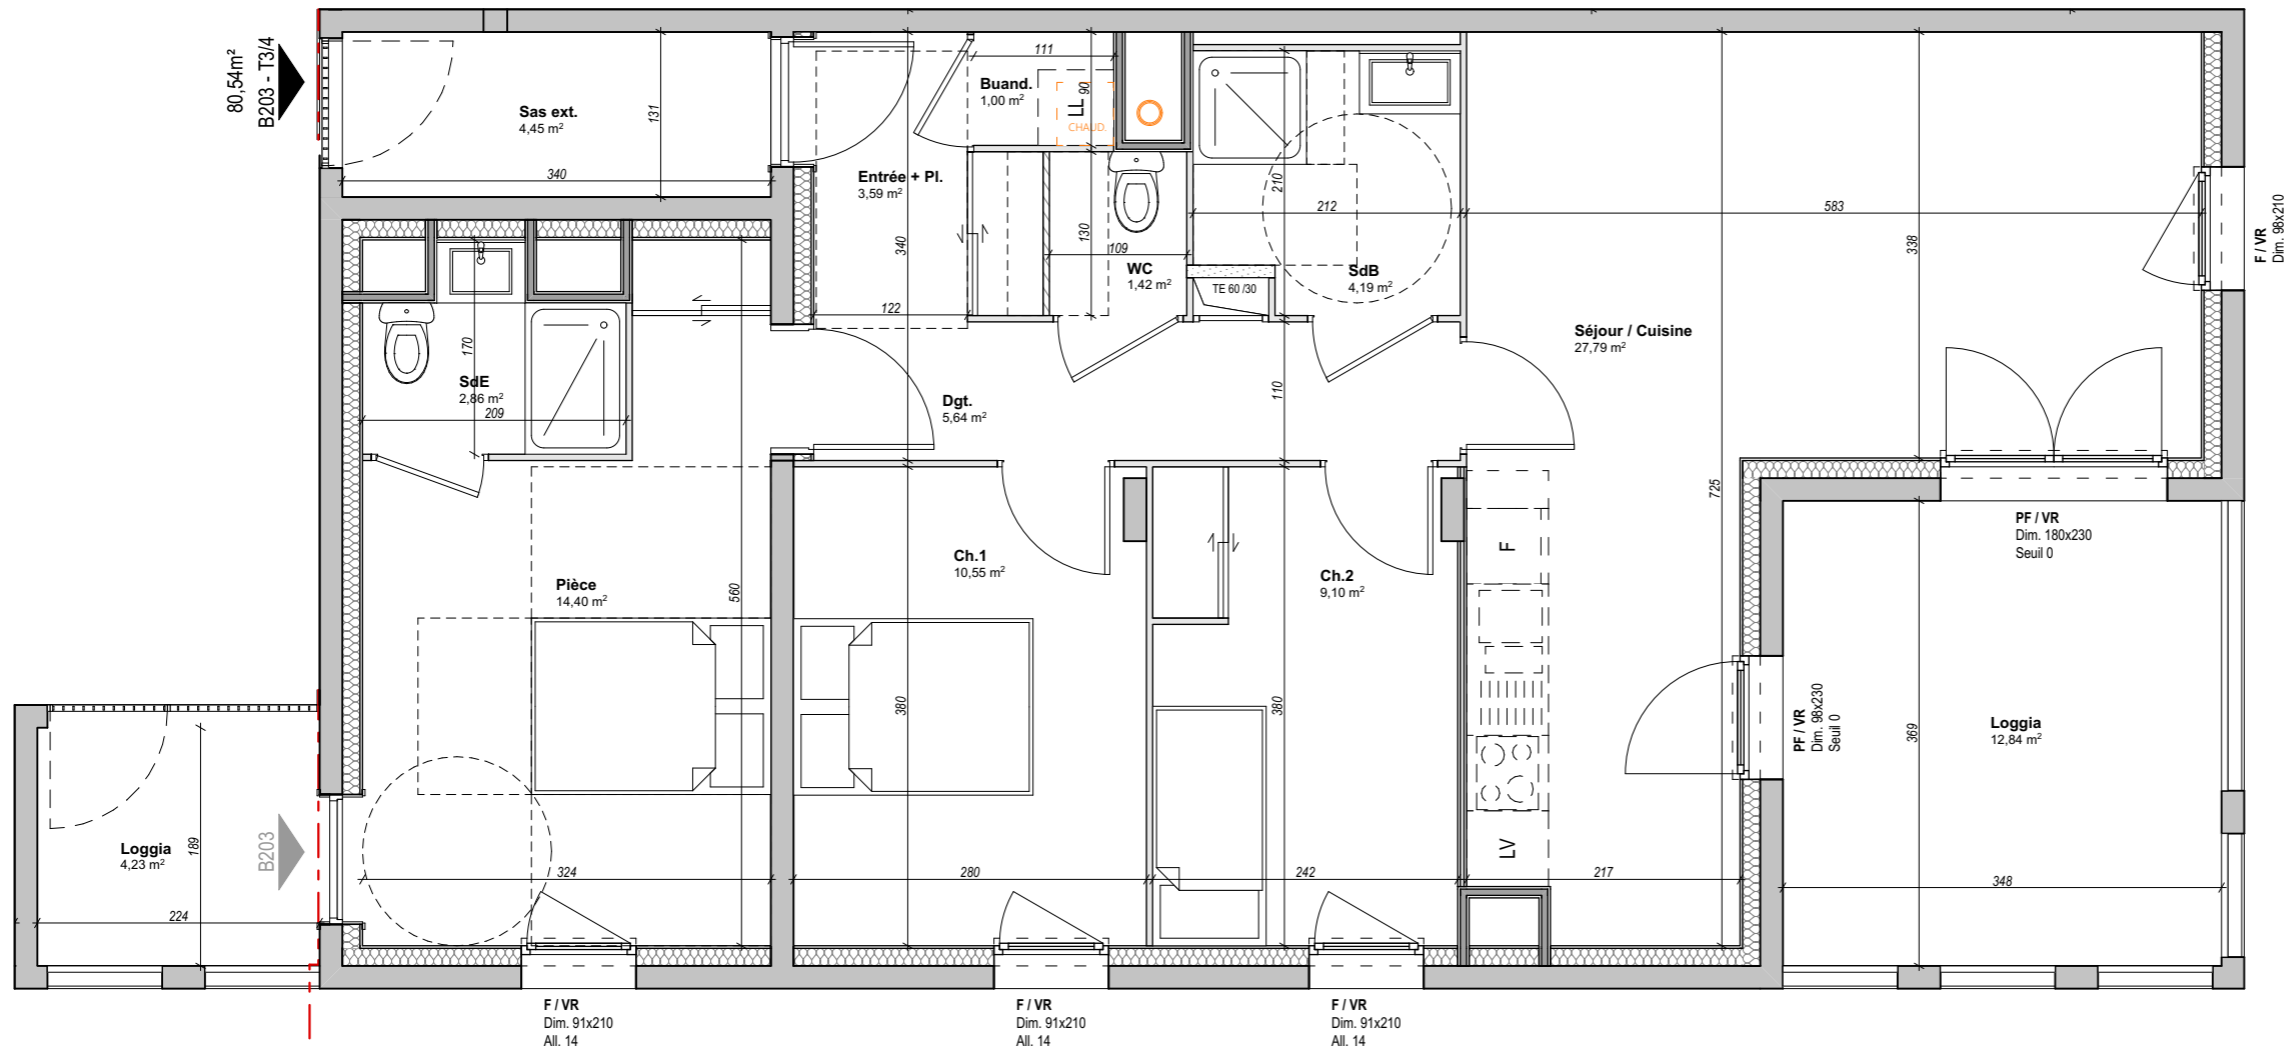 80,54m²
B203 - T3/4
Sas ext.
4,45 m²
131
340
Buand.
1,00 m²
111
90
LL
CHAUD.
Entrée + Pl.
3,59 m²
340
122
130
109
WC
1,42 m²
210
212
SdB
4,19 m²
TE 60 /30
583
338
F / VR
Dim. 98x210
Séjour / Cuisine
27,79 m²
725
SdE
2,86 m²
170
209
Dgt.
5,64 m²
110
Pièce
14,40 m²
560
324
Ch.1
10,55 m²
380
280
Ch.2
9,10 m²
380
242
F
LV
217
PF / VR
Dim. 180x230
Seuil 0
PF / VR
Dim. 98x230
Seuil 0
Loggia
12,84 m²
369
348
Loggia
4,23 m²
189
224
B203
F / VR
Dim. 91x210
All. 14
F / VR
Dim. 91x210
All. 14
F / VR
Dim. 91x210
All. 14